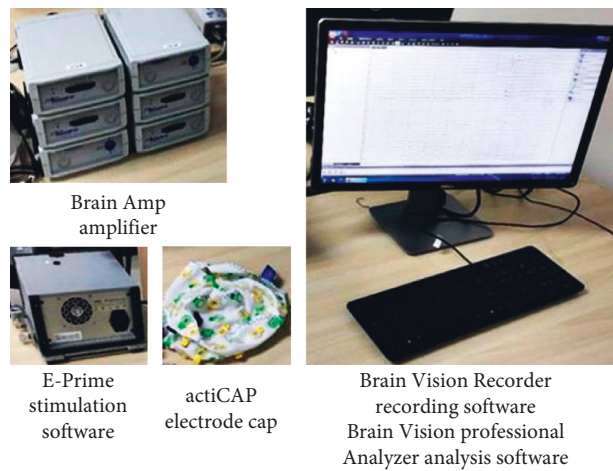 Brain Amp
amplifier
E-Prime
stimulation
software
actiCAP
electrode cap
Brain Vision Recorder
recording software
Brain Vision professional
Analyzer analysis software